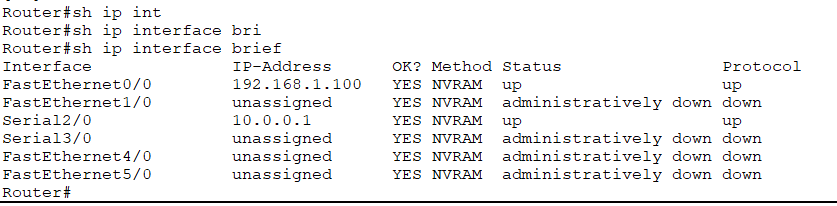 Router#sh ip int
Router#sh ip interface bri
Router#sh ip interface brief
Interface              IP-Address      OK? Method Status                Protocol
FastEthernet0/0        192.168.1.100   YES NVRAM  up                    up
FastEthernet1/0        unassigned      YES NVRAM  administratively down down
Serial2/0              10.0.0.1        YES NVRAM  up                    up
Serial3/0              unassigned      YES NVRAM  administratively down down
FastEthernet4/0        unassigned      YES NVRAM  administratively down down
FastEthernet5/0        unassigned      YES NVRAM  administratively down down
Router#